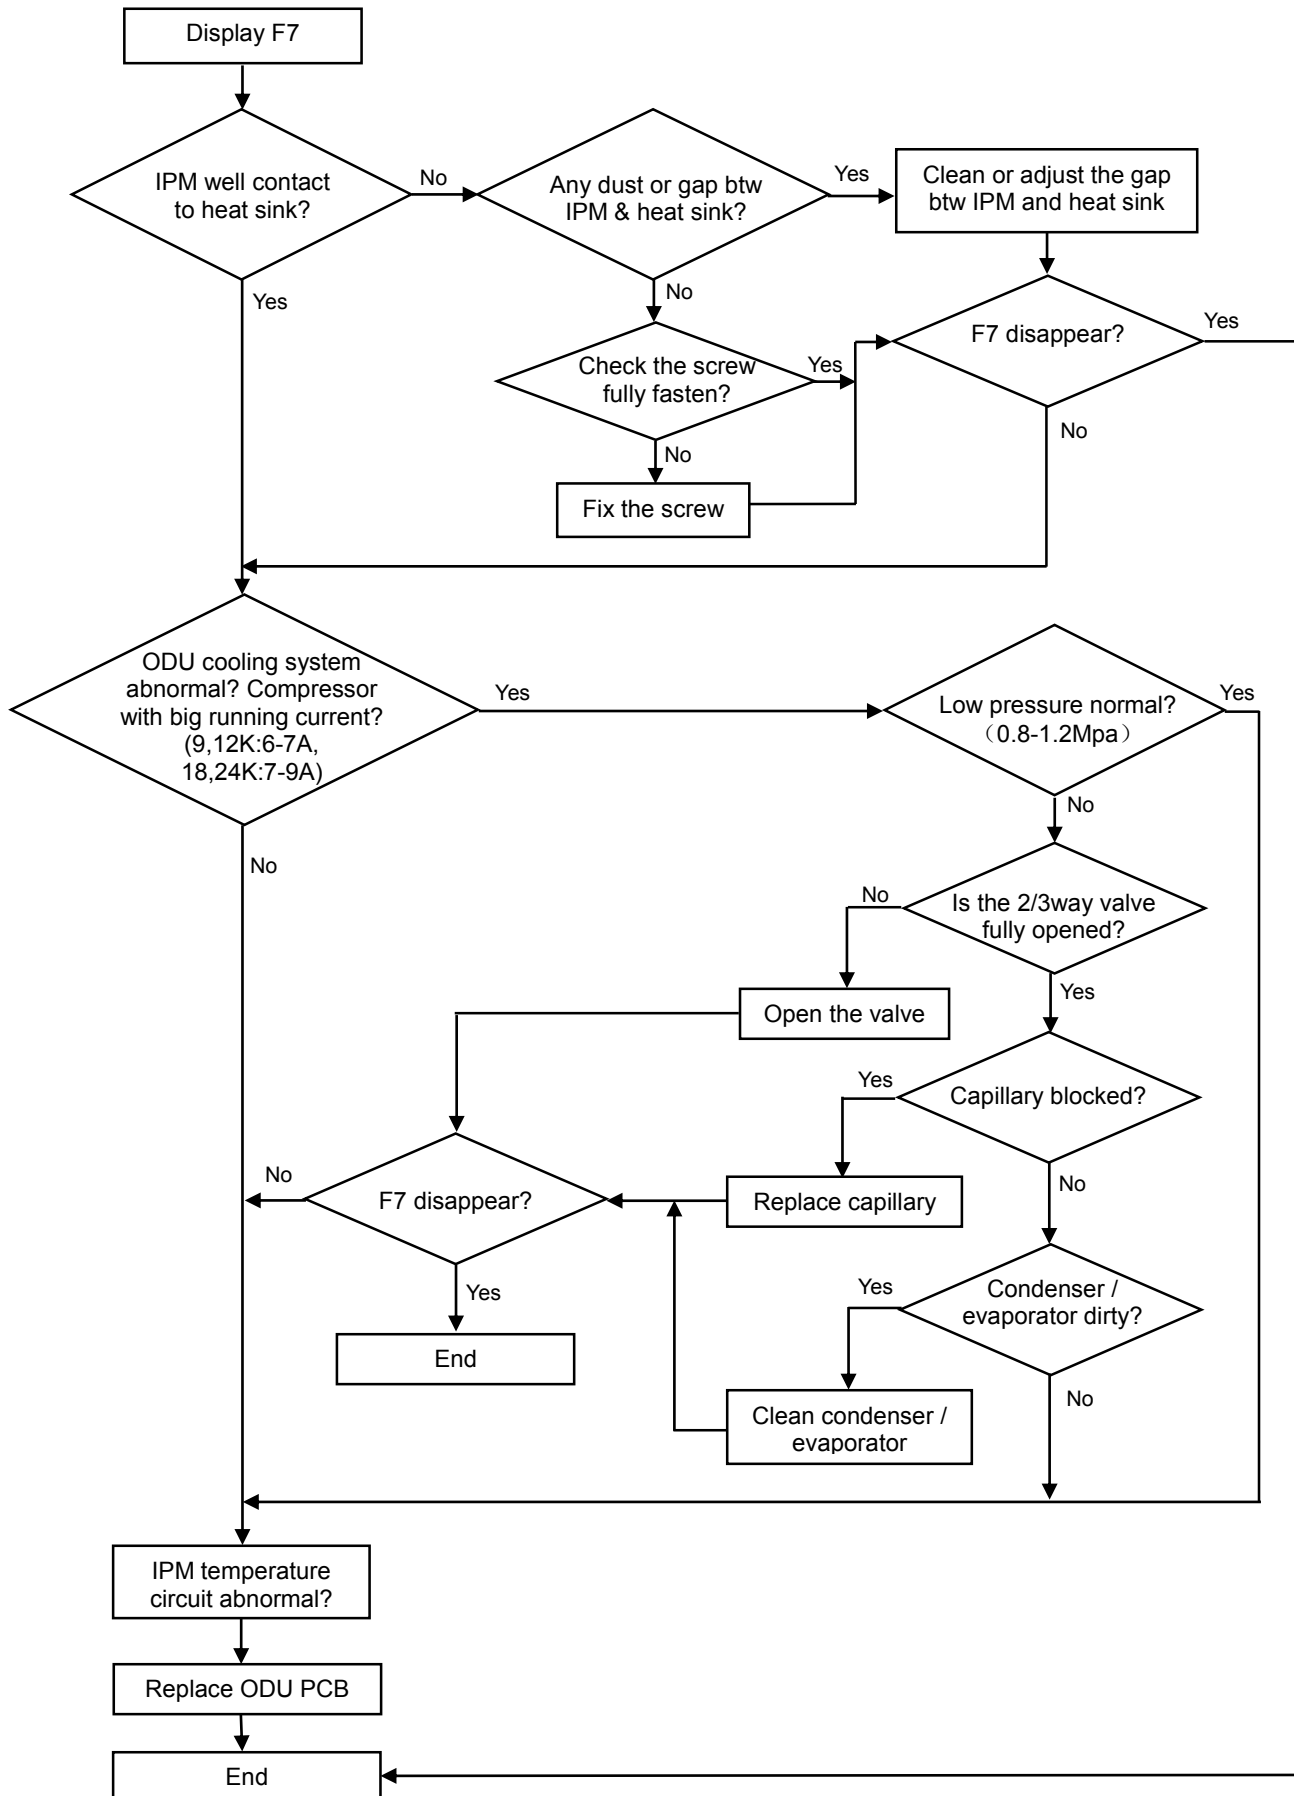 Display F7
IPM well contact
to heat sink?
No
Any dust or gap btw
IPM & heat sink?
Yes
Clean or adjust the gap
btw IPM and heat sink
Yes
No
F7 disappear?
Yes
Check the screw
fully fasten?
Yes
No
No
Fix the screw
ODU cooling system
abnormal? Compressor
with big running current?
(9,12K:6-7A,
18,24K:7-9A)
Yes
Low pressure normal?
（0.8-1.2Mpa）
Yes
No
No
Is the 2/3way valve
fully opened?
No
Yes
Open the valve
Capillary blocked?
Yes
No
Replace capillary
F7 disappear?
No
Yes
End
Condenser /
evaporator dirty?
Yes
No
Clean condenser /
evaporator
IPM temperature
circuit abnormal?
Replace ODU PCB
End